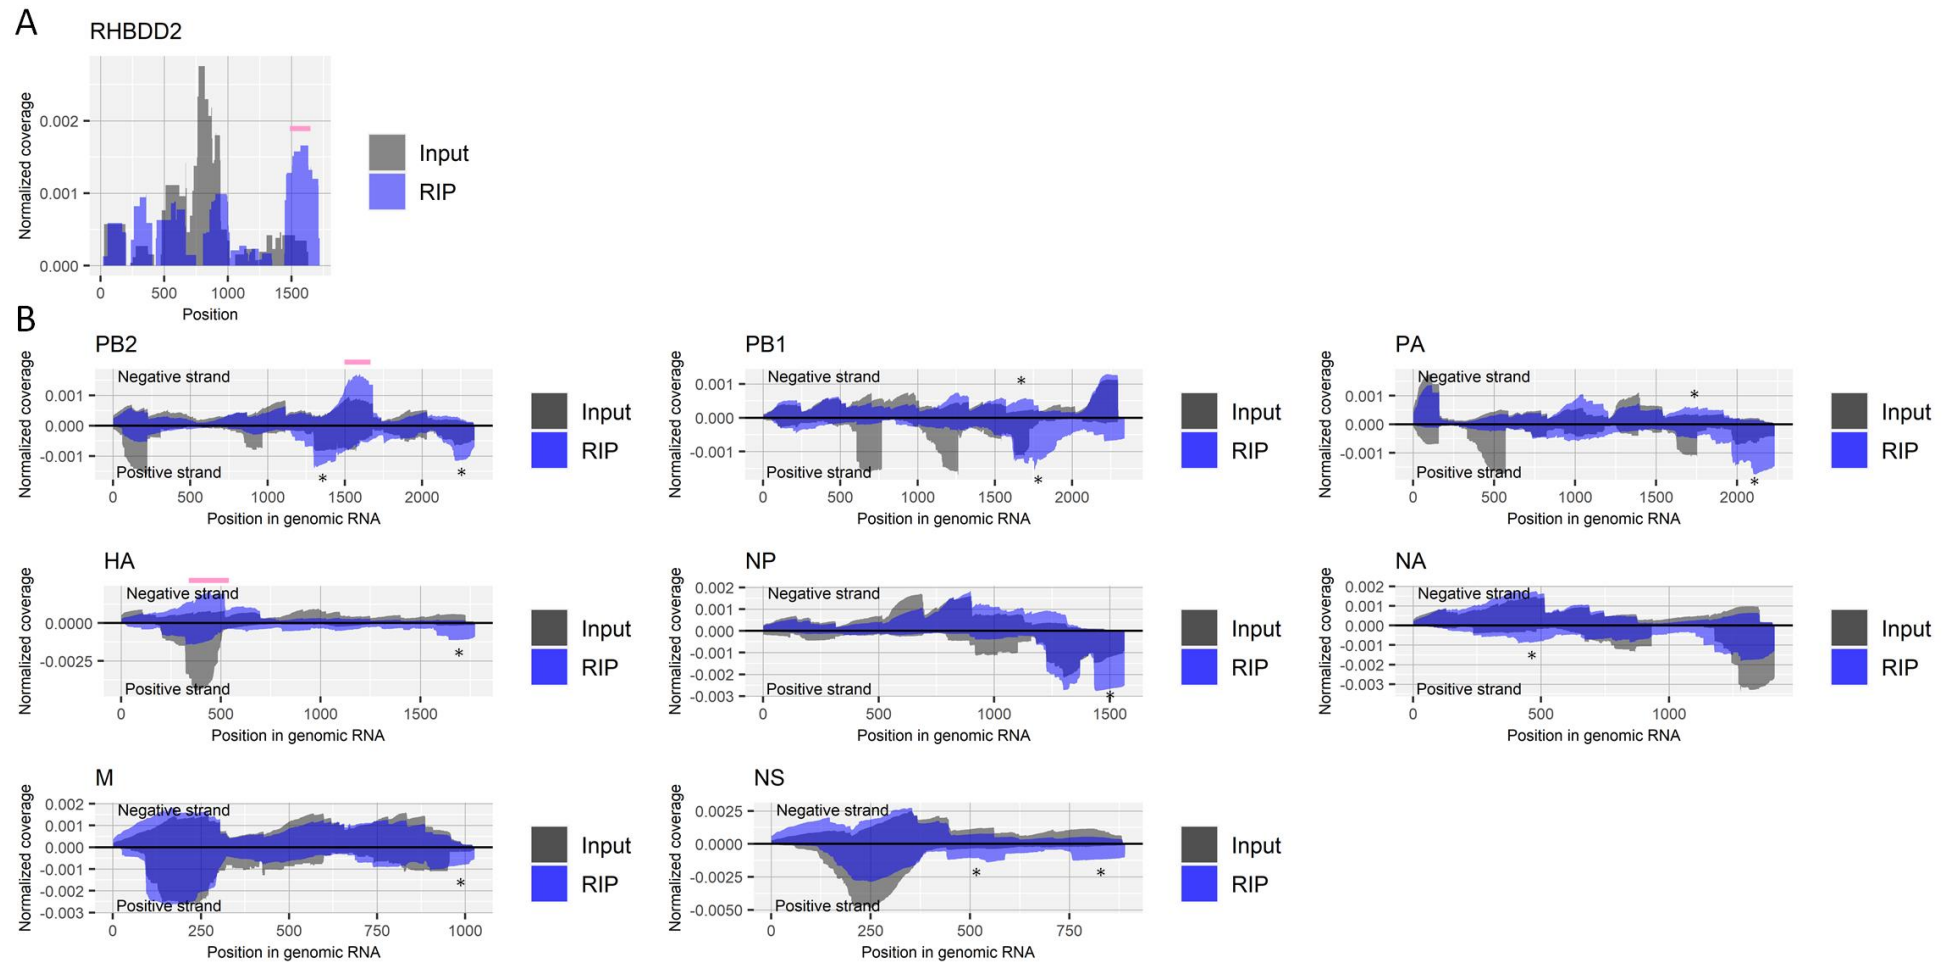 A
RHBDD2
Normalized coverage
0.002
0.001
0.000
0 500 1000 1500
Position
Input
RIP
B
PB2
Normalized coverage
Negative strand
0.001
0.000
-0.001
Positive strand
*
*
0 500 1000 1500 2000
Position in genomic RNA
Input
RIP
PB1
Normalized coverage
Negative strand
*
0.001
0.000
-0.001
Positive strand
*
0 500 1000 1500 2000
Position in genomic RNA
Input
RIP
PA
Normalized coverage
Negative strand
*
0.001
0.000
-0.001
Positive strand
*
0 500 1000 1500 2000
Position in genomic RNA
Input
RIP
HA
Normalized coverage
Negative strand
0.0000
-0.0025
*
Positive strand
0 500 1000 1500
Position in genomic RNA
Input
RIP
NP
Normalized coverage
0.002
Negative strand
0.001
0.000
-0.001
-0.002
-0.003
Positive strand
*
0 500 1000 1500
Position in genomic RNA
Input
RIP
NA
Normalized coverage
0.002
Negative strand
0.001
0.000
-0.001
*
-0.002
-0.003
Positive strand
0 500 1000
Position in genomic RNA
Input
RIP
M
Normalized coverage
0.002
Negative strand
0.001
0.000
-0.001
*
-0.002
-0.003
Positive strand
0 250 500 750 1000
Position in genomic RNA
Input
RIP
NS
Normalized coverage
0.0025
Negative strand
0.0000
-0.0025
* *
-0.0050
Positive strand
0 250 500 750
Position in genomic RNA
Input
RIP